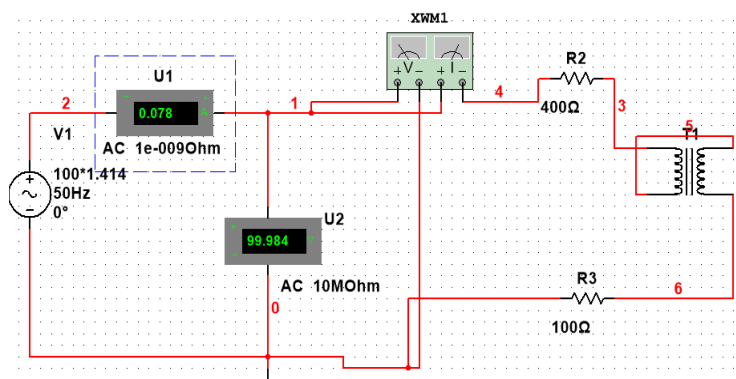 XWM1
V I
+ - + -
U1
0.078
A
AC 1e-009Ohm
2
1
4
R2
400Ω
3
5
T1
V1
100*1.414
50Hz
0°
U2
99.984
AC 10MOhm
0
R3
100Ω
6